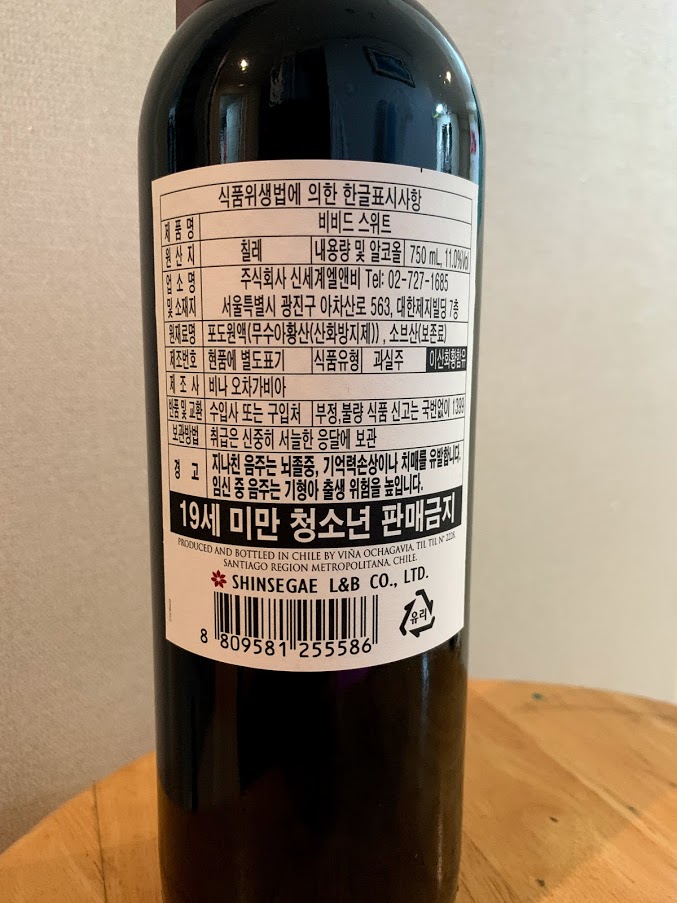 식품위생법에 의한 한글표시사항
제 품 명 비비드 스위트
원 산 지 칠레 내용량 및 알코올 750 mL, 11.0%Vol
업 소 명 주식회사 신세계엘앤비 Tel: 02-727-1685
및 소재지 서울특별시 광진구 아차산로 563, 대한제지빌딩 7층
원재료명 포도원액(무수아황산(산화방지제)) , 소브산(보존료)
제조번호 현품에 별도표기 식품유형 과실주 이산화황함유
제 조 사 비나 오차가비아
반품 및 교환 수입사 또는 구입처 부정,불량 식품 신고는 국번없이 1399
보관방법 취급은 신중히 서늘한 응달에 보관
경 고 지나친 음주는 뇌졸중, 기억력손상이나 치매를 유발합니다.
임신 중 음주는 기형아 출생 위험을 높입니다.
19세 미만 청소년 판매금지
PRODUCED AND BOTTLED IN CHILE BY VIÑA OCHAGAVIA, TIL TIL N° 2228,
SANTIAGO REGION METROPOLITANA, CHILE.
SHINSEGAE L&B CO., LTD.
8 809581 255586
유리